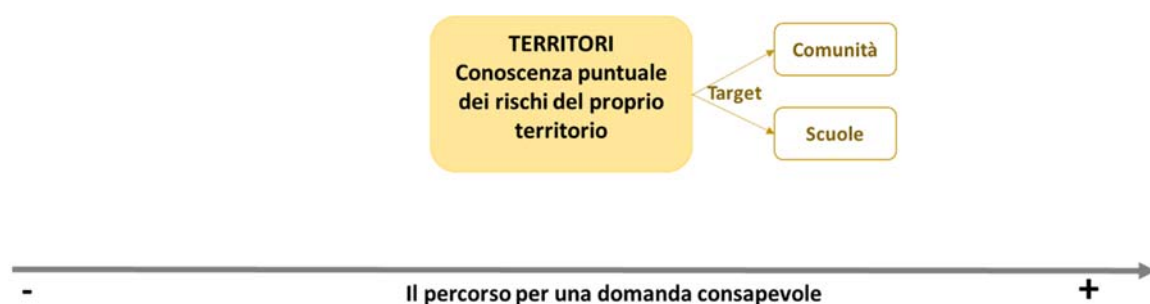 TERRITORI
Conoscenza puntuale
dei rischi del proprio
territorio
Comunità
Target
Scuole
-
Il percorso per una domanda consapevole
+